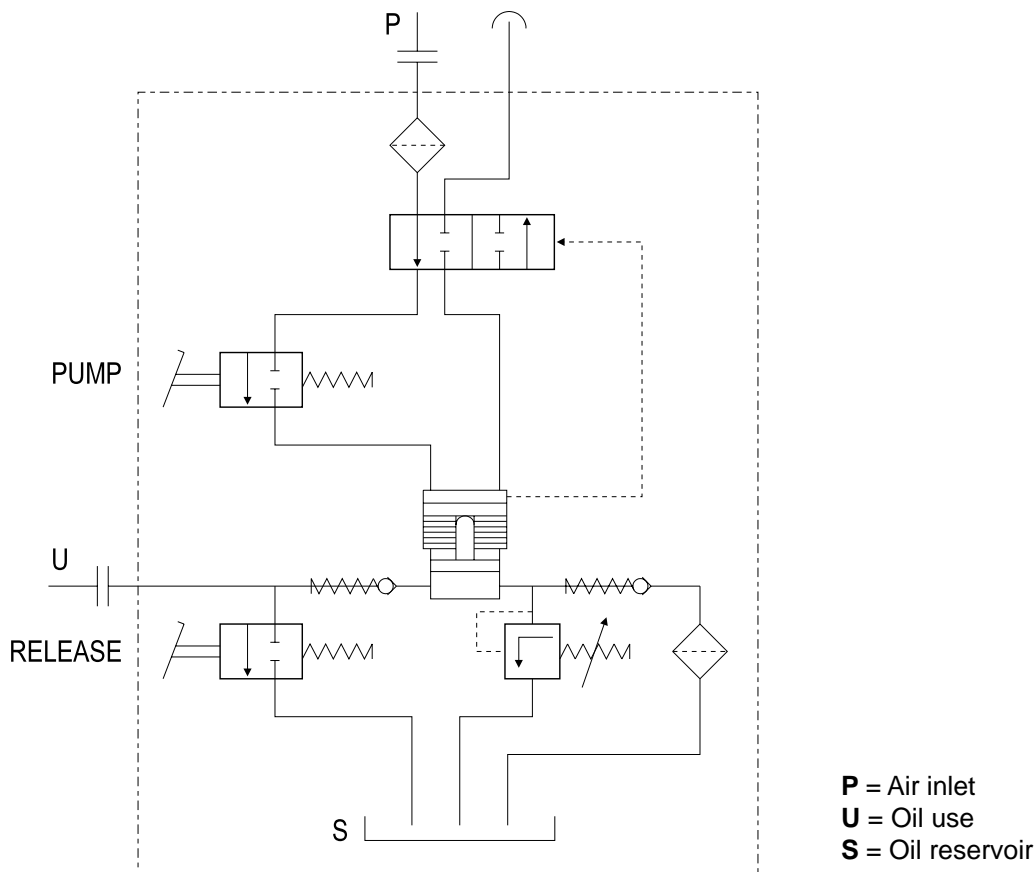 P
PUMP
U
RELEASE
S
P = Air inlet
U = Oil use
S = Oil reservoir